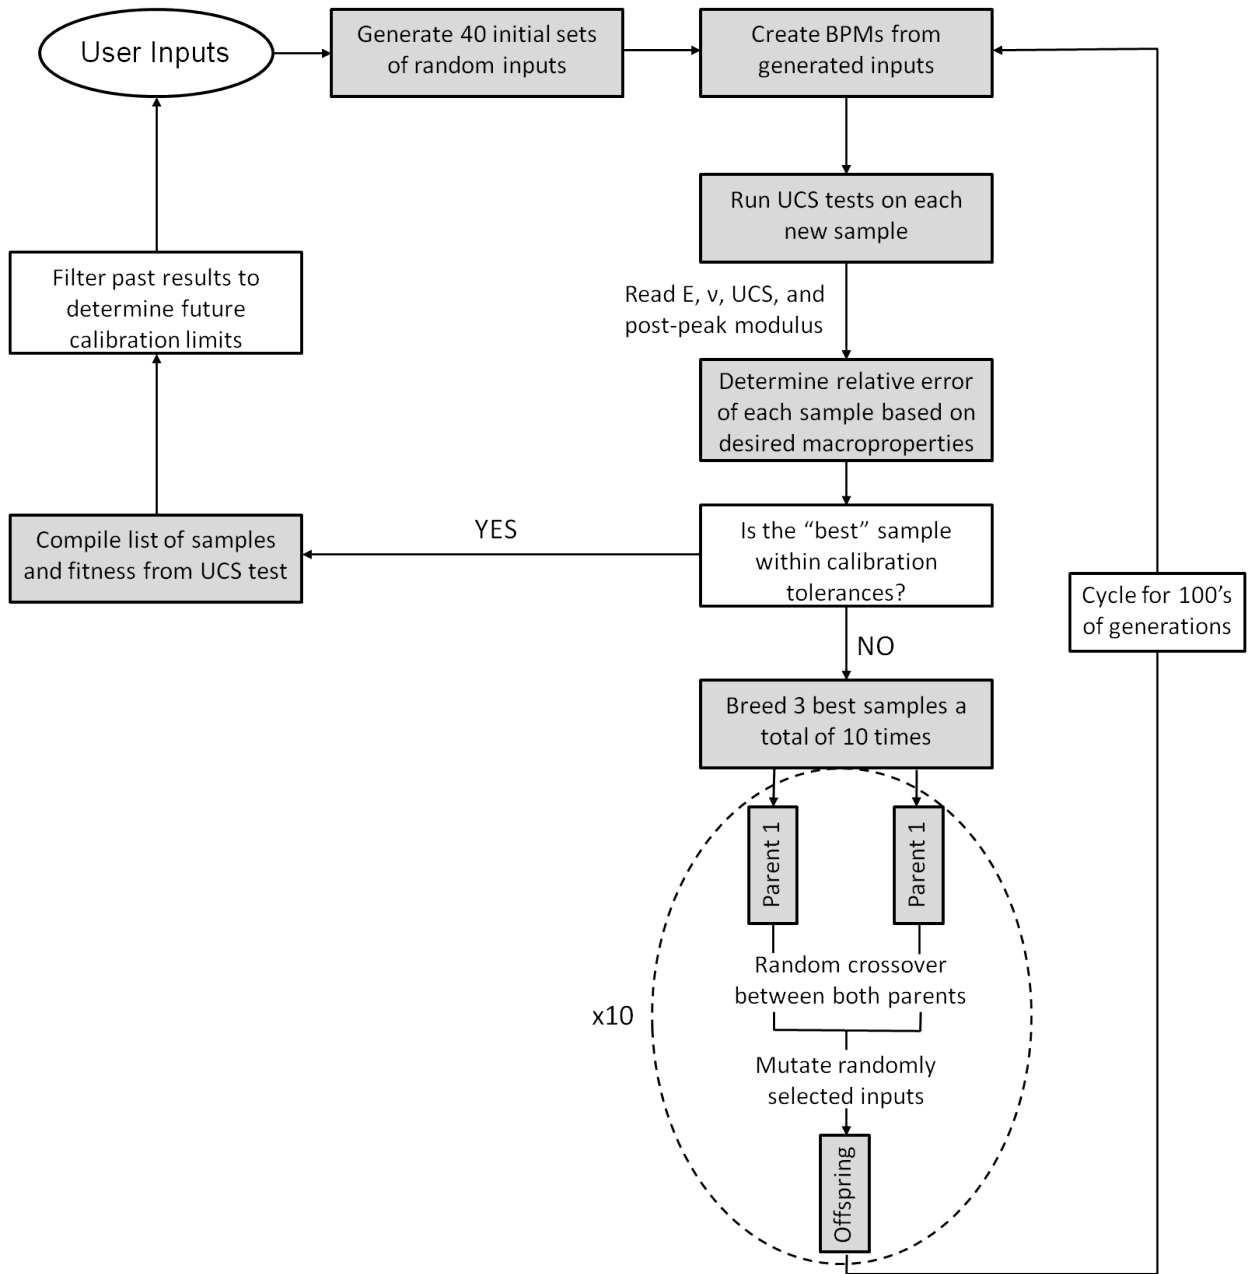 User Inputs
Generate 40 initial sets
of random inputs
Create BPMs from
generated inputs
Run UCS tests on each
new sample
Read E, ν, UCS, and
post-peak modulus
Filter past results to
determine future
calibration limits
Determine relative error
of each sample based on
desired macroproperties
Compile list of samples
and fitness from UCS test
YES
Is the “best” sample
within calibration
tolerances?
Cycle for 100’s
of generations
NO
Breed 3 best samples a
total of 10 times
Parent 1
Parent 1
Random crossover
between both parents
x10
Mutate randomly
selected inputs
Offspring